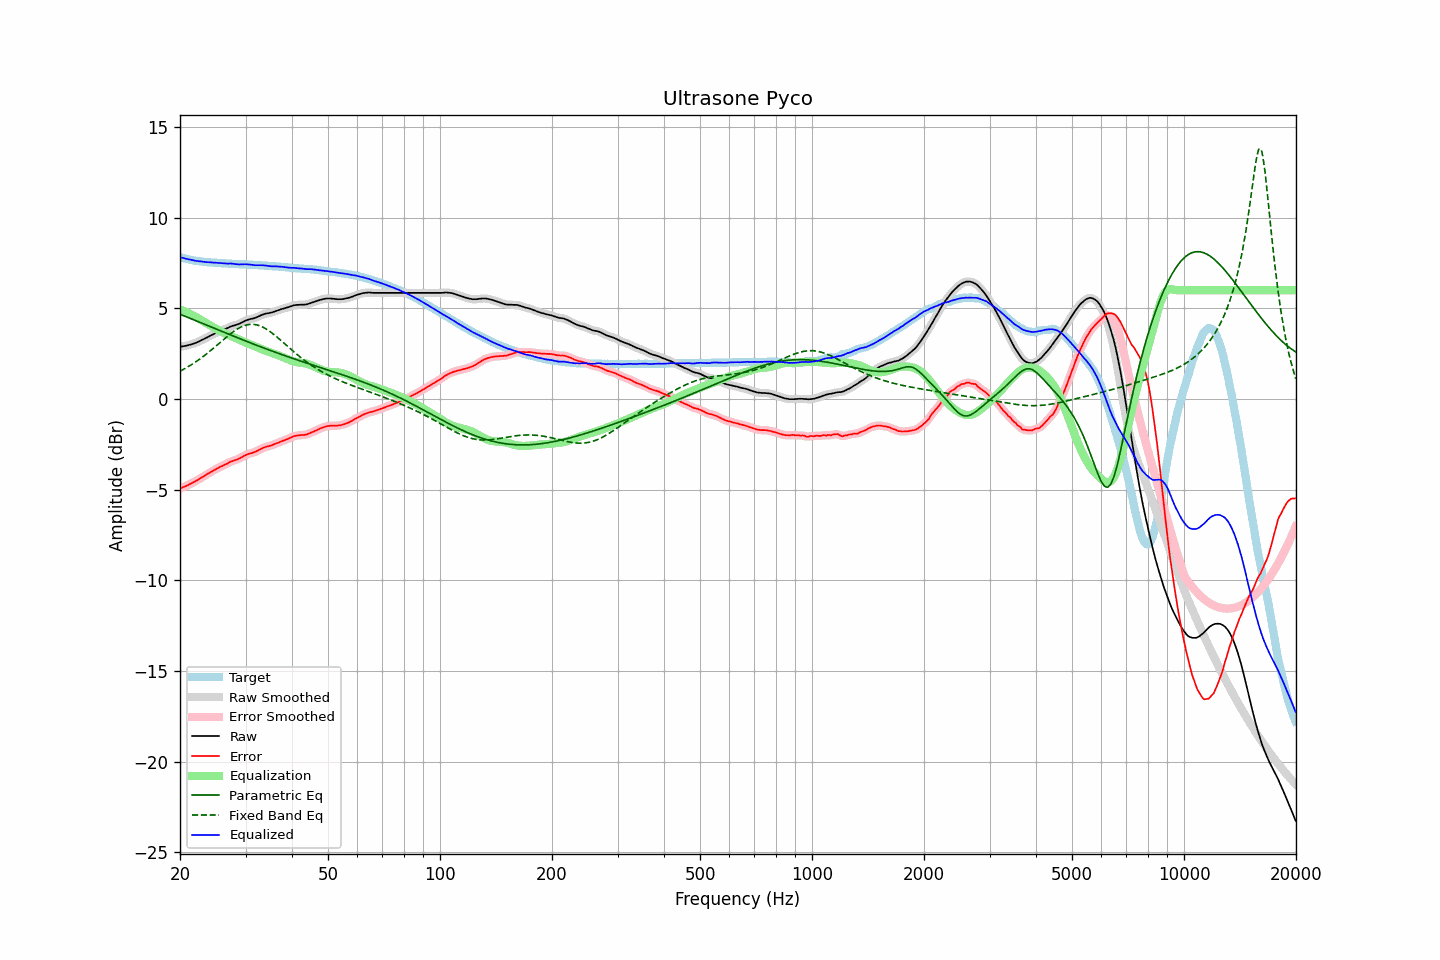 Ultrasone Pyco
15
10
5
0
−5
−10
−15
−20
−25
Amplitude (dBr)
Target
Raw Smoothed
Error Smoothed
Raw
Error
Equalization
Parametric Eq
Fixed Band Eq
Equalized
20
50
100
200
500
1000
2000
5000
10000
20000
Frequency (Hz)